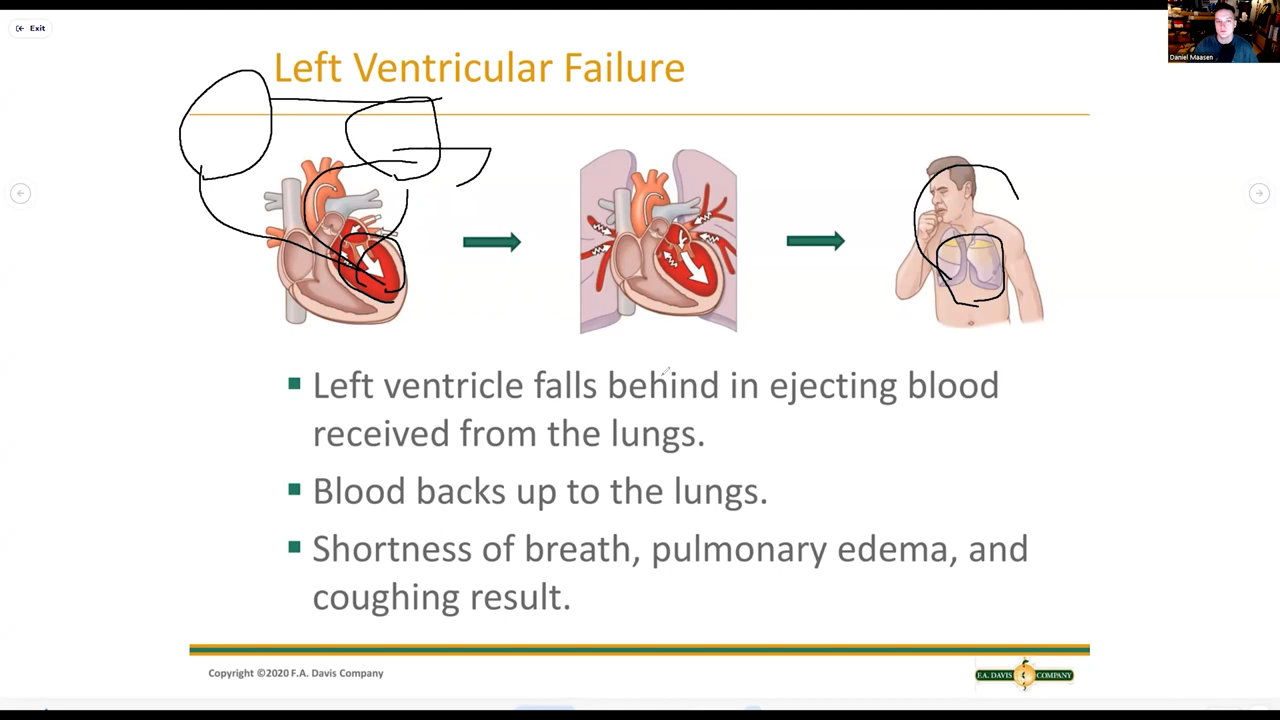 Exit
Daniel Maasen
Left Ventricular Failure
Left ventricle falls behind in ejecting blood
received from the lungs.
Blood backs up to the lungs.
Shortness of breath, pulmonary edema, and
coughing result.
Copyright ©2020 F.A. Davis Company
F.A. DAVIS COMPANY